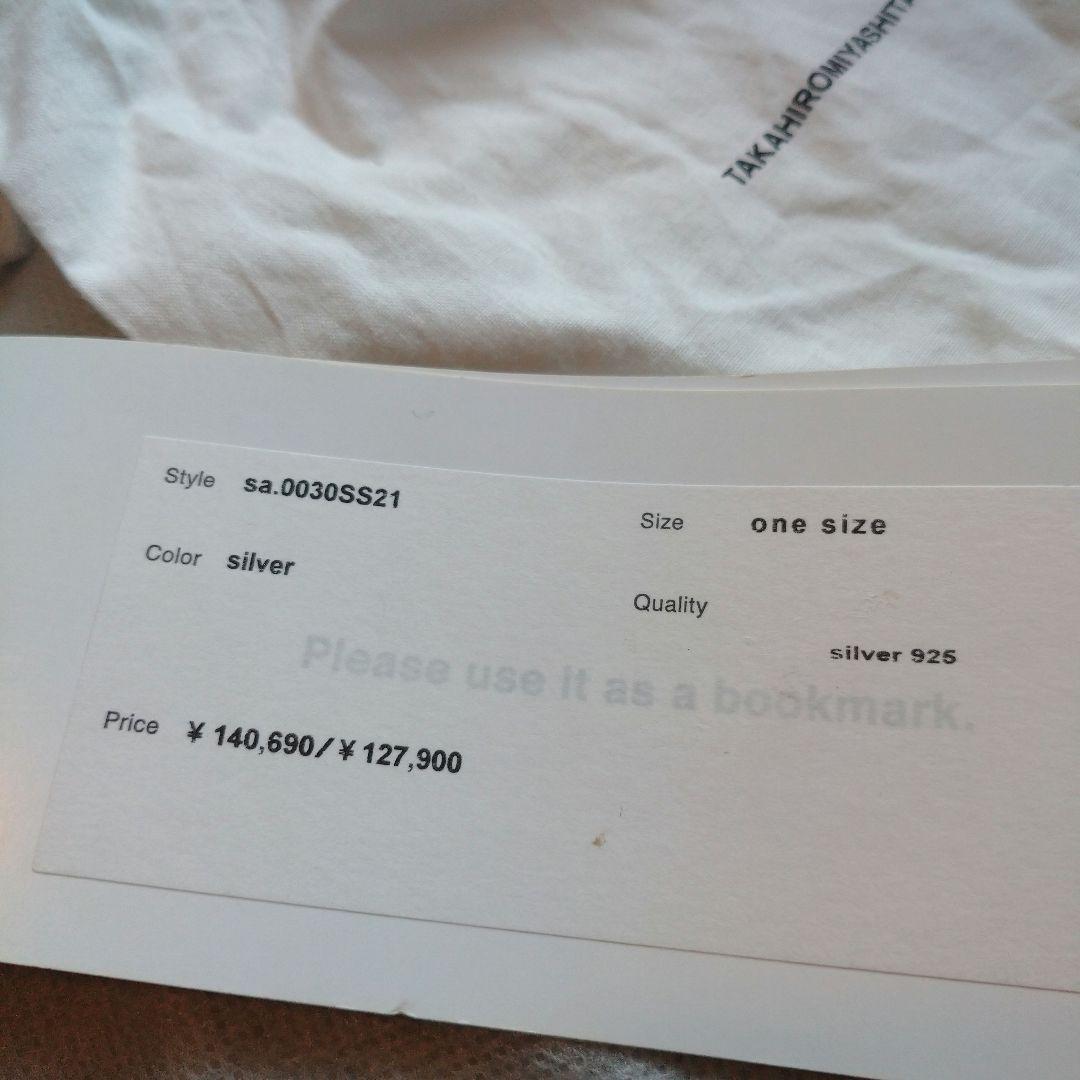 TAKAHIROMIYASHITA
Style sa.0030SS21
Size one size
Color silver
Quality
silver 925
Please use it as a bookmark.
Price ¥ 140,690/¥ 127,900